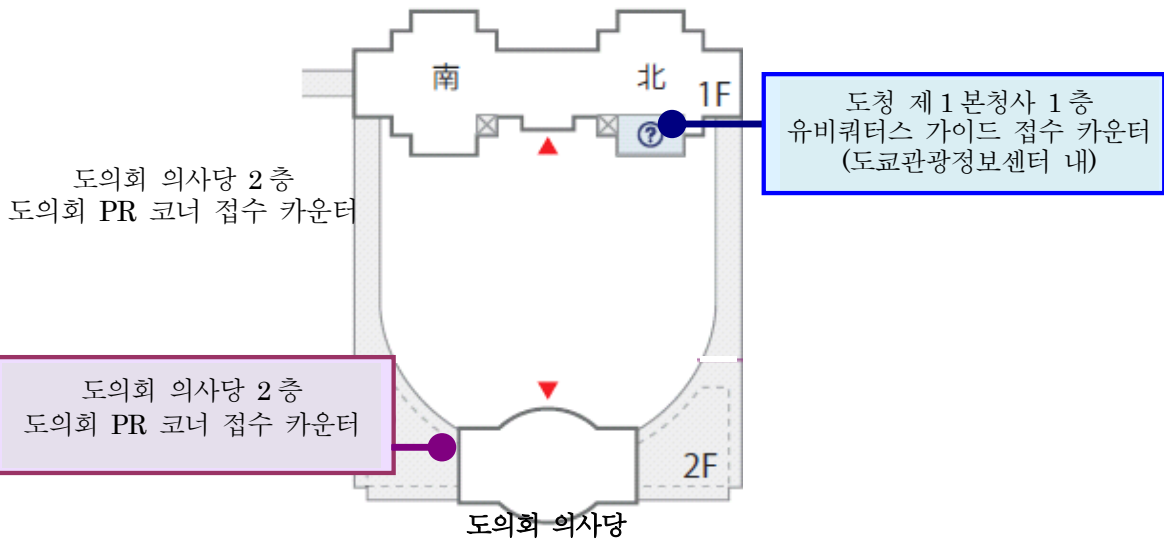 南
北
1F
도청 제1본청사 1층
유비쿼터스 가이드 접수 카운터
(도쿄관광정보센터 내)
?
도의회 의사당 2층
도의회 PR 코너 접수 카운터
도의회 의사당 2층
도의회 PR 코너 접수 카운터
2F
도의회 의사당